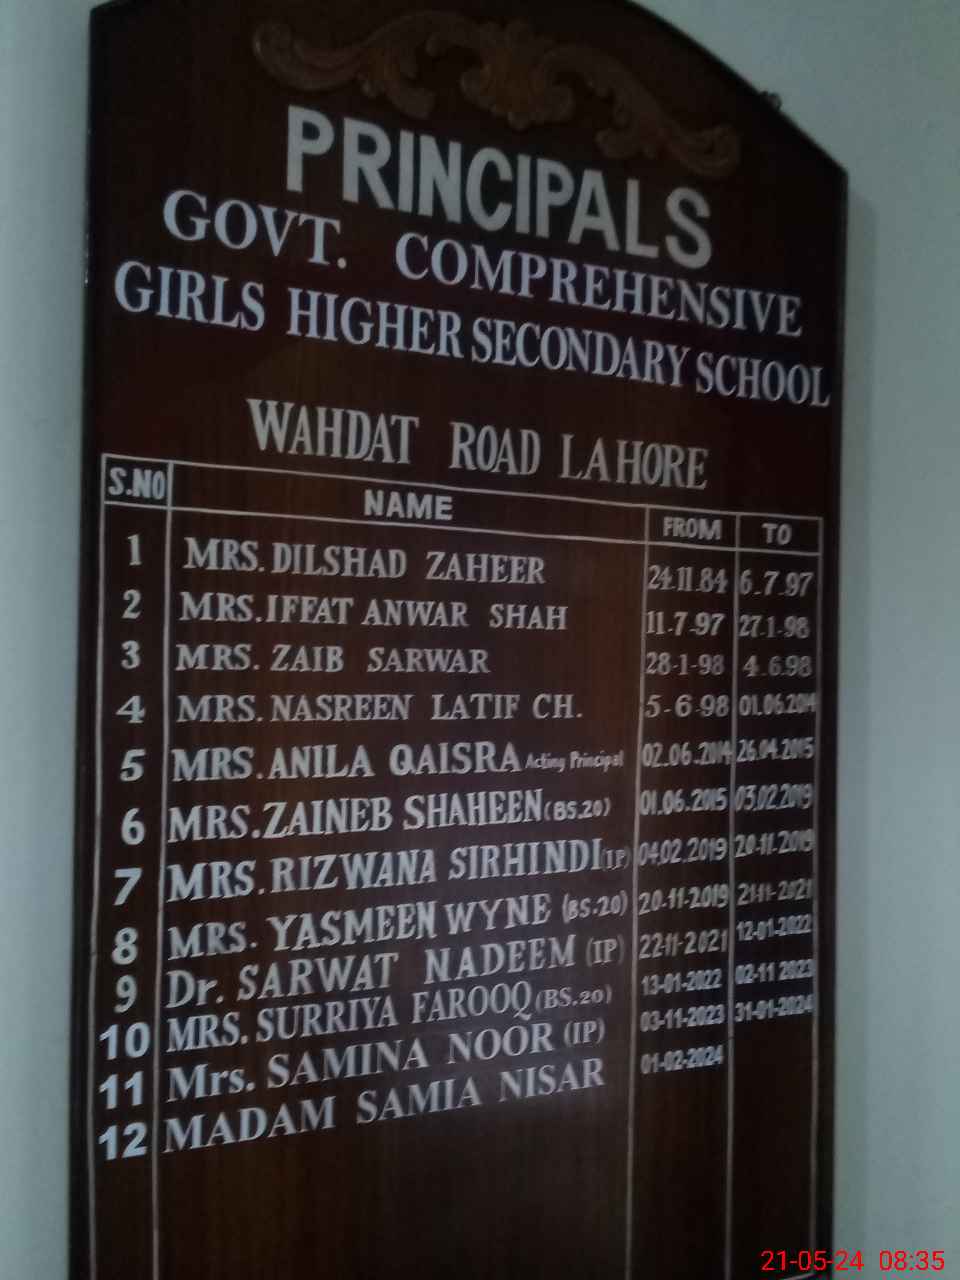 PRINCIPALS
GOVT. COMPREHENSIVE
GIRLS HIGHER SECONDARY SCHOOL
WAHDAT ROAD LAHORE
S.NO NAME FROM TO
1 MRS. DILSHAD ZAHEER 24.11.84 6.7.97
2 MRS. IFFAT ANWAR SHAH 11-7-97 27-1-98
3 MRS. ZAIB SARWAR 28-1-98 4.6.98
4 MRS. NASREEN LATIF CH. 5-6-98 01.06.2014
5 MRS. ANILA QAISRA Acting Principal 02.06.2014 26.04.2015
6 MRS. ZAINEB SHAHEEN (BS.20) 01.06.2015 03.02.2019
7 MRS. RIZWANA SIRHINDI (IP) 04.02.2019 20-11-2019
8 MRS. YASMEEN WYNE (BS.20) 20-11-2019 21-11-2021
9 Dr. SARWAT NADEEM (IP) 22-11-2021 12-01-2022
10 MRS. SURRIYA FAROOQ (BS.20) 13-01-2022 02-11 2023
11 Mrs. SAMINA NOOR (IP) 03-11-2023 31-01-2024
12 MADAM SAMIA NISAR 01-02-2024
21-05-24 08:35